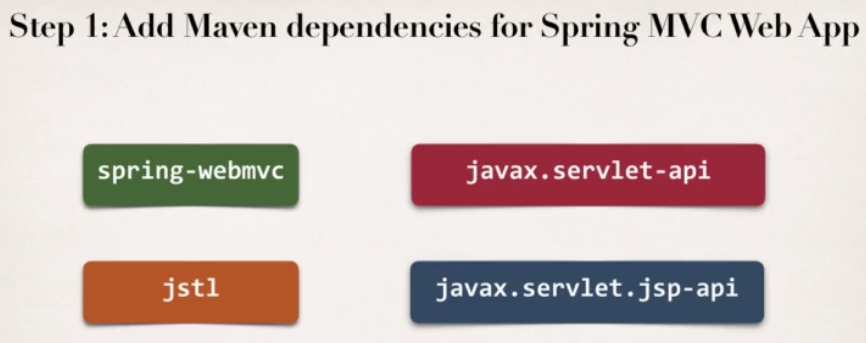 Step 1: Add Maven dependencies for Spring MVC Web App
spring-webmvc
javax.servlet-api
jstl
javax.servlet.jsp-api